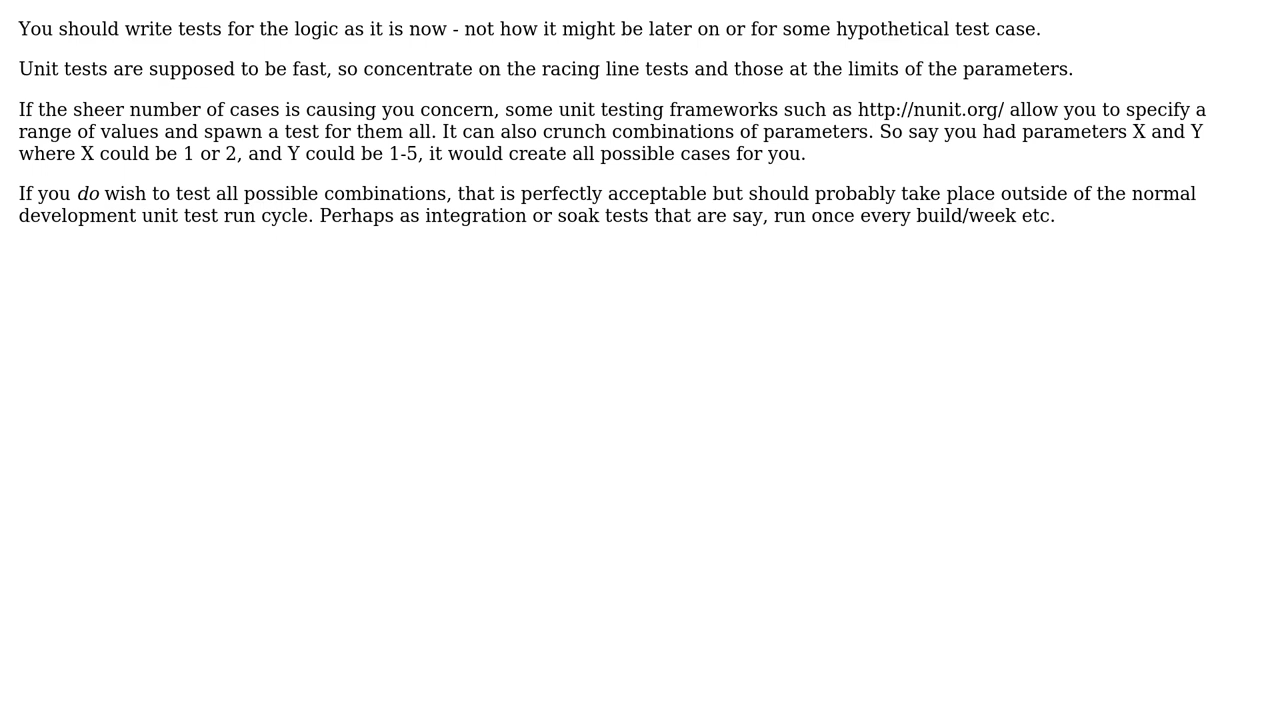 You should write tests for the logic as it is now - not how it might be later on or for some hypothetical test case.
Unit tests are supposed to be fast, so concentrate on the racing line tests and those at the limits of the parameters.
If the sheer number of cases is causing you concern, some unit testing frameworks such as http://nunit.org/ allow you to specify a
range of values and spawn a test for them all. It can also crunch combinations of parameters. So say you had parameters X and Y
where X could be 1 or 2, and Y could be 1-5, it would create all possible cases for you.
If you do wish to test all possible combinations, that is perfectly acceptable but should probably take place outside of the normal
development unit test run cycle. Perhaps as integration or soak tests that are say, run once every build/week etc.